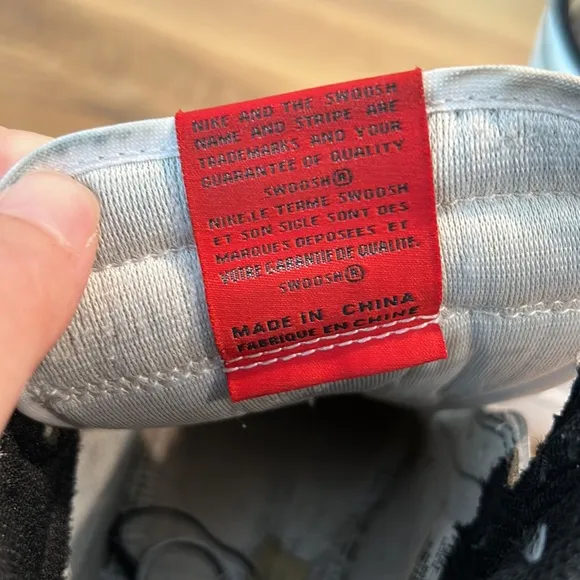 NIKE AND THE SWOOSH
NAME AND STRIPE ARE
TRADEMARKS AND YOUR
GUARANTEE OF QUALITY
SWOOSH®
NIKE.LE TERME SWOOSH
ET SON SIGLE SONT DES
MARQUES DEPOSEES ET
VOTRE GARANTIE DE QUALITE.
SWOOSH®
MADE IN CHINA
FABRIQUE EN CHINE